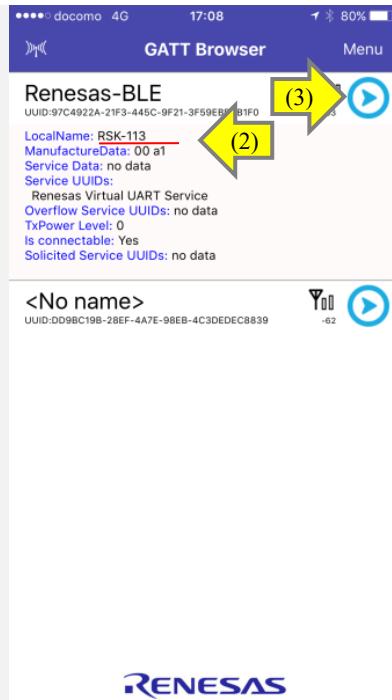 docomo 4G 17:08 80%
GATT Browser Menu
Renesas-BLE
(3)
LocalName: RSK-113
(2)
ManufactureData: 00 a1
Service Data: no data
Service UUIDs:
Renesas Virtual UART Service
Overflow Service UUIDs: no data
TxPower Level: 0
Is connectable: Yes
Solicited Service UUIDs: no data
<No name>
UUID:DD9BC19B-28EF-4A7E-98EB-4C3DEDEC8839 -62
RENESAS